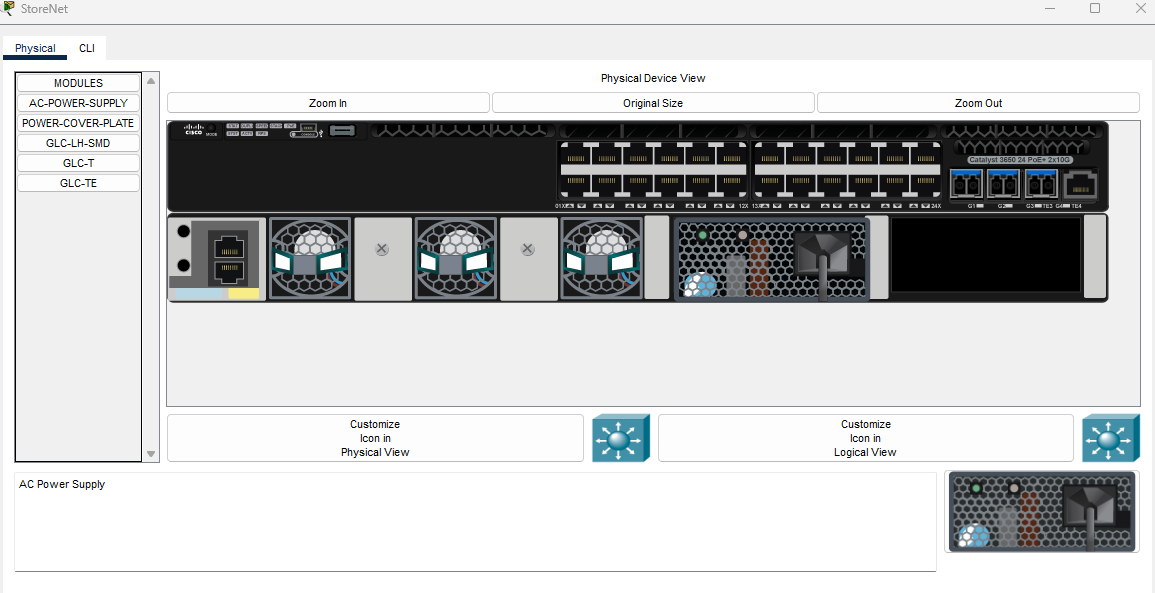 StoreNet
Physical
CLI
MODULES
AC-POWER-SUPPLY
POWER-COVER-PLATE
GLC-LH-SMD
GLC-T
GLC-TE
Physical Device View
Zoom In
Original Size
Zoom Out
CISCO
MODE
CONSOLE
Catalyst 3650 24 PoE+ 2x10G
01X
12X
13X
24X
G1
G2
G3
TE3
G4
TE4
Customize
Icon in
Physical View
Customize
Icon in
Logical View
AC Power Supply